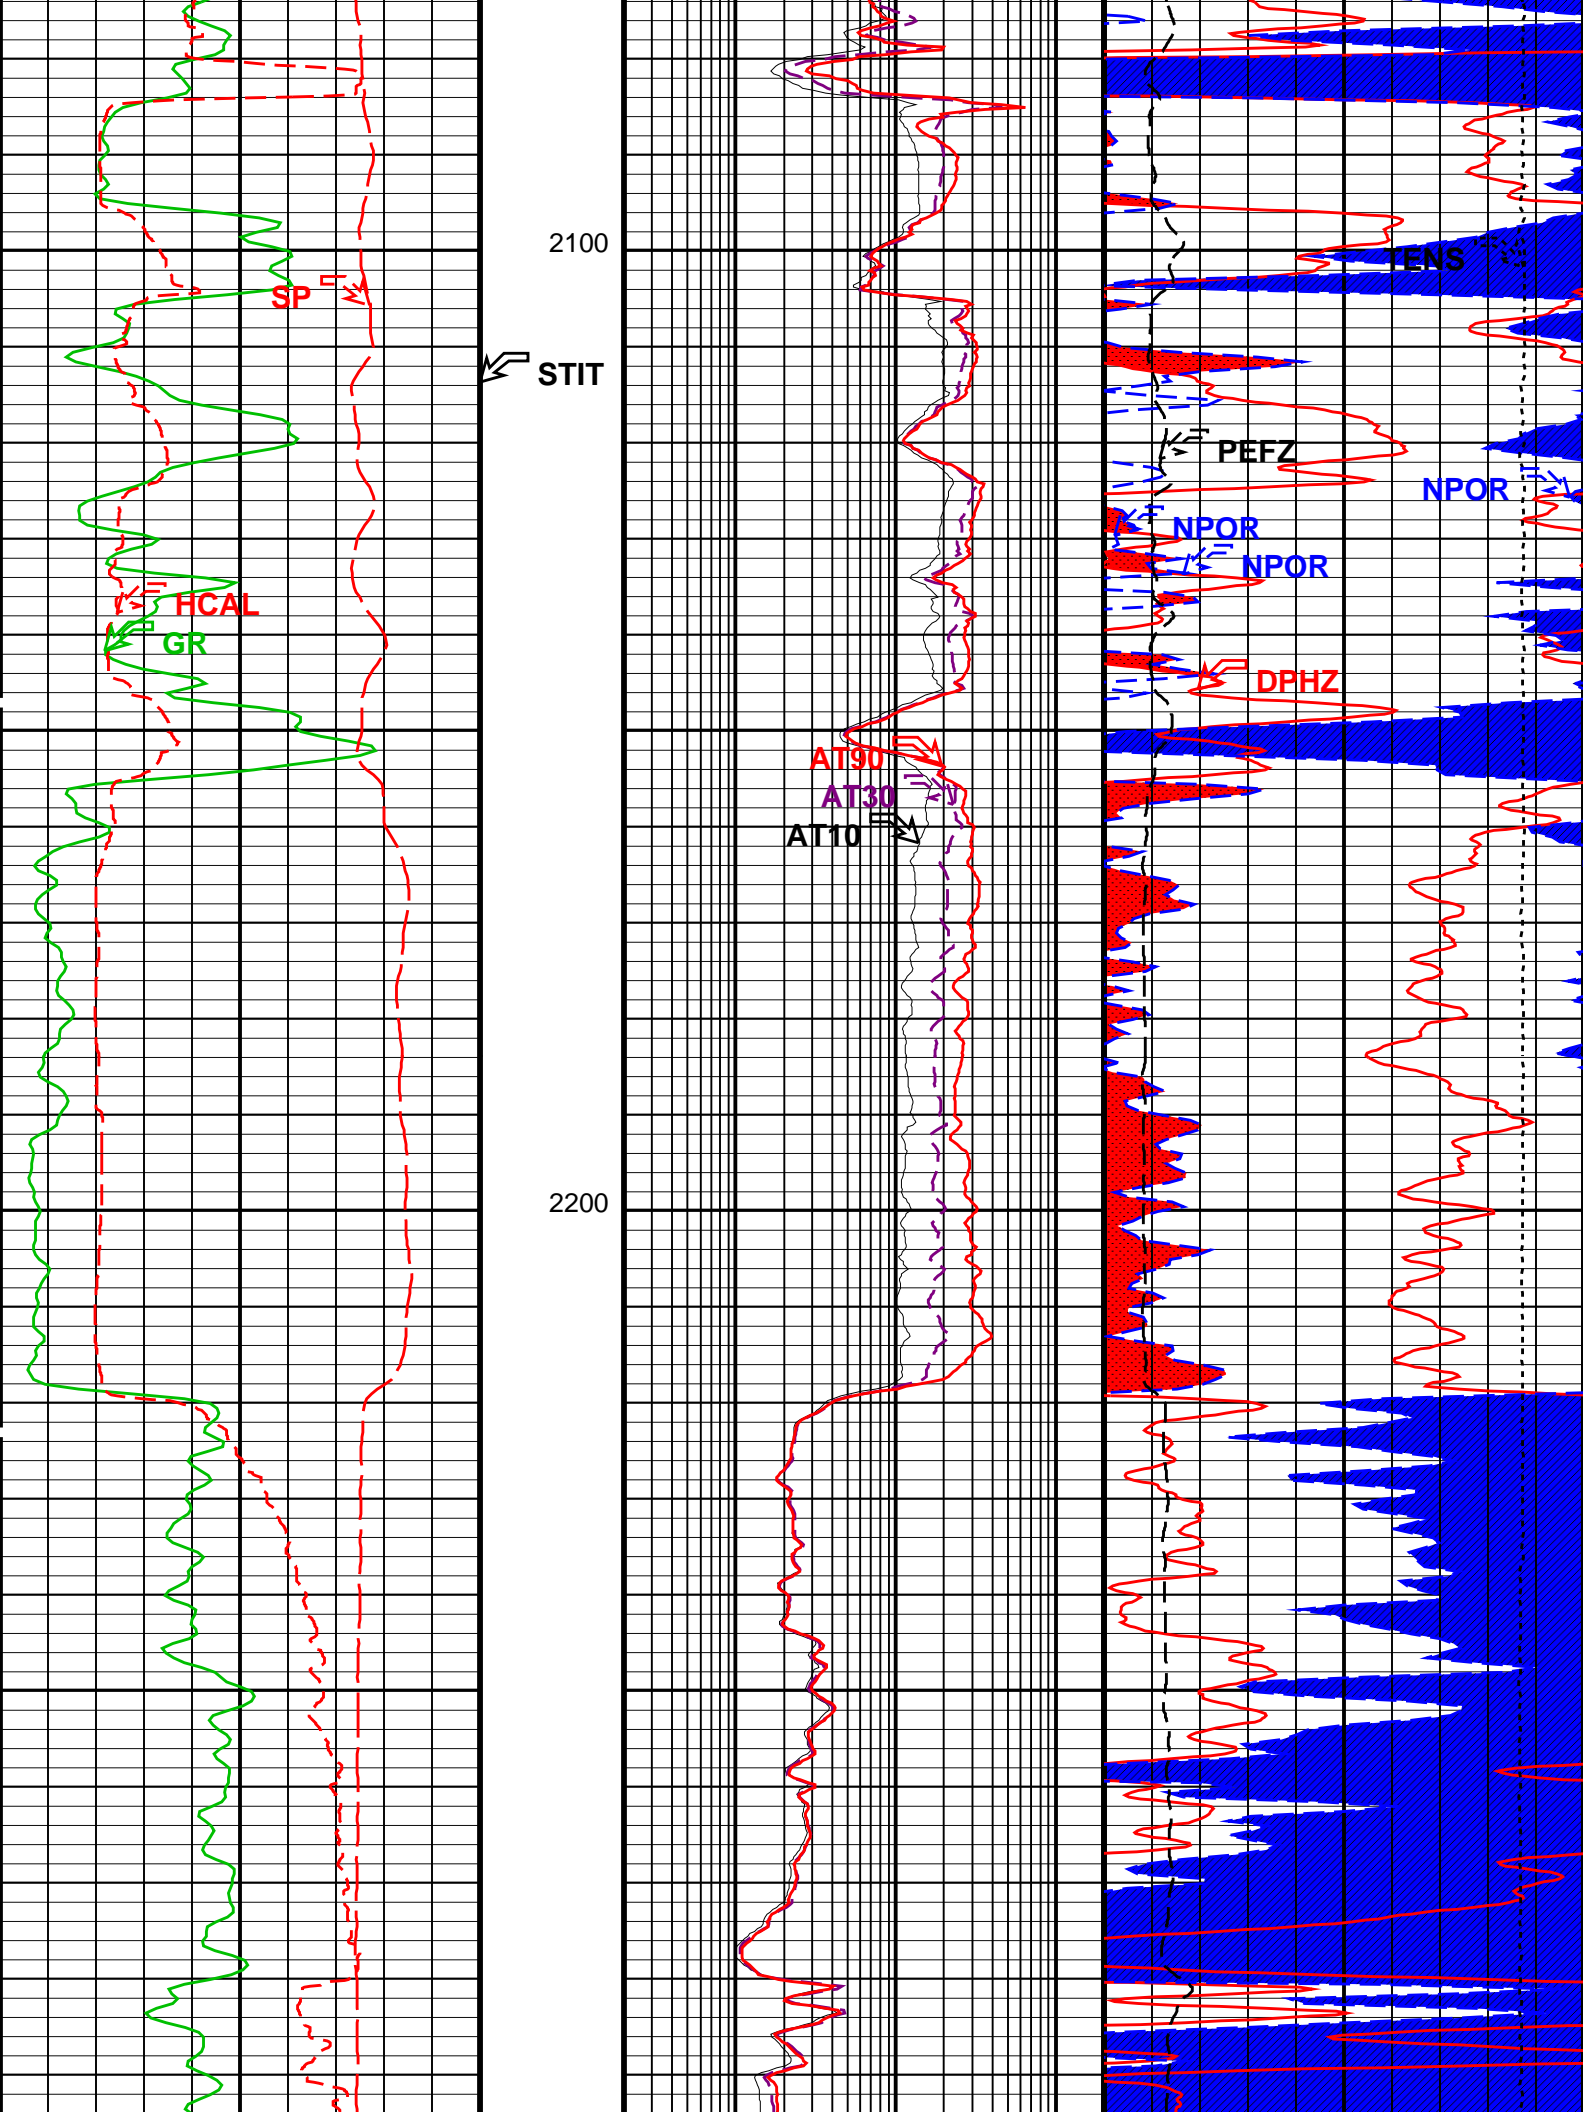 2100
TENS
SP
STIT
PEFZ
NPOR
NPOR
NPOR
HCAL
GR
DPHZ
AT90
AT30
AT10
2200